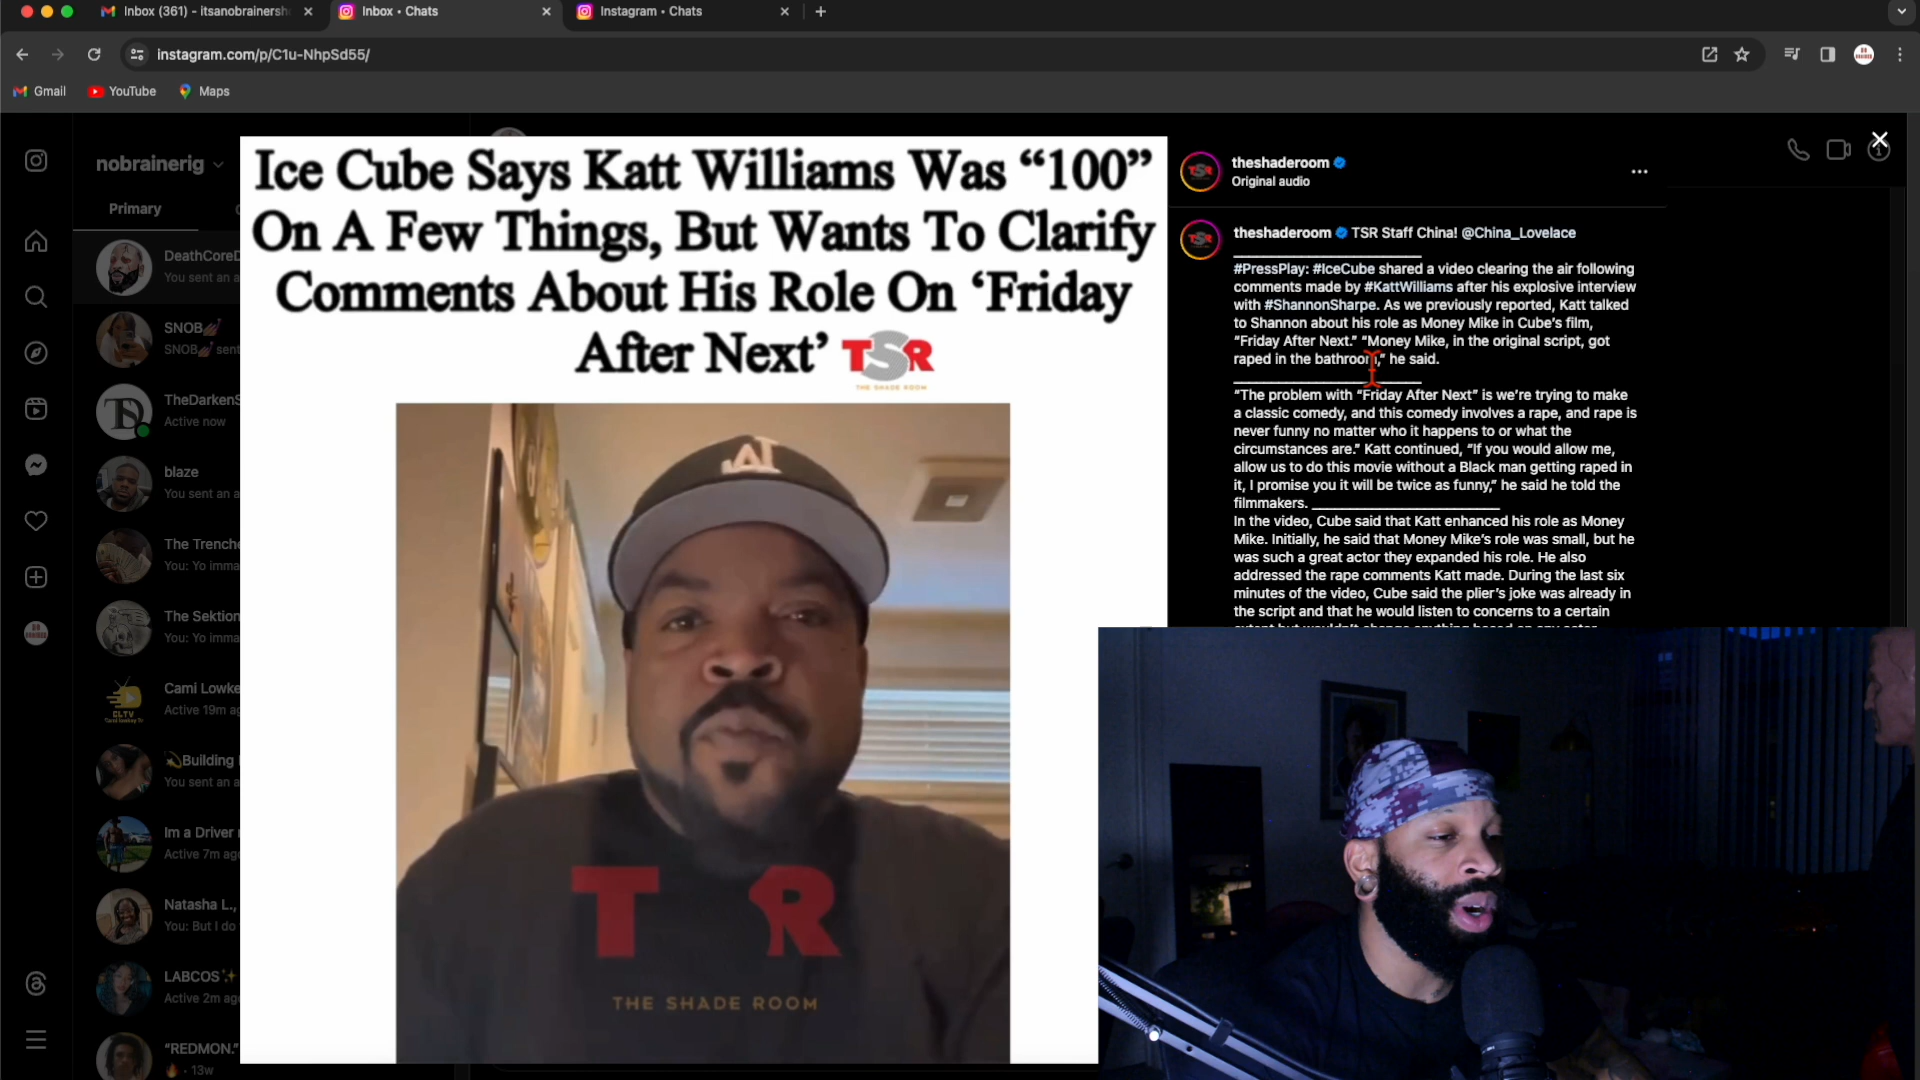 Inbox (361) - itsanobrainersh
Inbox • Chats
Instagram • Chats
instagram.com/p/C1u-NhpSd55/
Gmail
YouTube
Maps
nobrainerig
Primary
DeathCoreD
You sent an a
SNOB
SNOB sent
TheDarkenS
Active now
blaze
You sent an a
The Trenche
You: Yo imma
The Sektion
You: Yo imma
Cami Lowke
Active 19m ag
Building
You sent an a
Im a Driver
Active 7m ago
Natasha L.,
You: But I do
LABCOS
Active 2m ag
“REDMON.”
· 13w
Ice Cube Says Katt Williams Was “100”
On A Few Things, But Wants To Clarify
Comments About His Role On ‘Friday
After Next’ TSR
THE SHADE ROOM
LA
T R
THE SHADE ROOM
theshaderoom
Original audio
theshaderoom TSR Staff China! @China_Lovelace
#PressPlay: #IceCube shared a video clearing the air following
comments made by #KattWilliams after his explosive interview
with #ShannonSharpe. As we previously reported, Katt talked
to Shannon about his role as Money Mike in Cube’s film,
“Friday After Next.” “Money Mike, in the original script, got
raped in the bathroom,” he said.
“The problem with “Friday After Next” is we’re trying to make
a classic comedy, and this comedy involves a rape, and rape is
never funny no matter who it happens to or what the
circumstances are.” Katt continued, “If you would allow me,
allow us to do this movie without a Black man getting raped in
it, I promise you it will be twice as funny,” he said he told the
filmmakers.
In the video, Cube said that Katt enhanced his role as Money
Mike. Initially, he said that Money Mike’s role was small, but he
was such a great actor they expanded his role. He also
addressed the rape comments Katt made. During the last six
minutes of the video, Cube said the plier’s joke was already in
the script and that he would listen to concerns to a certain